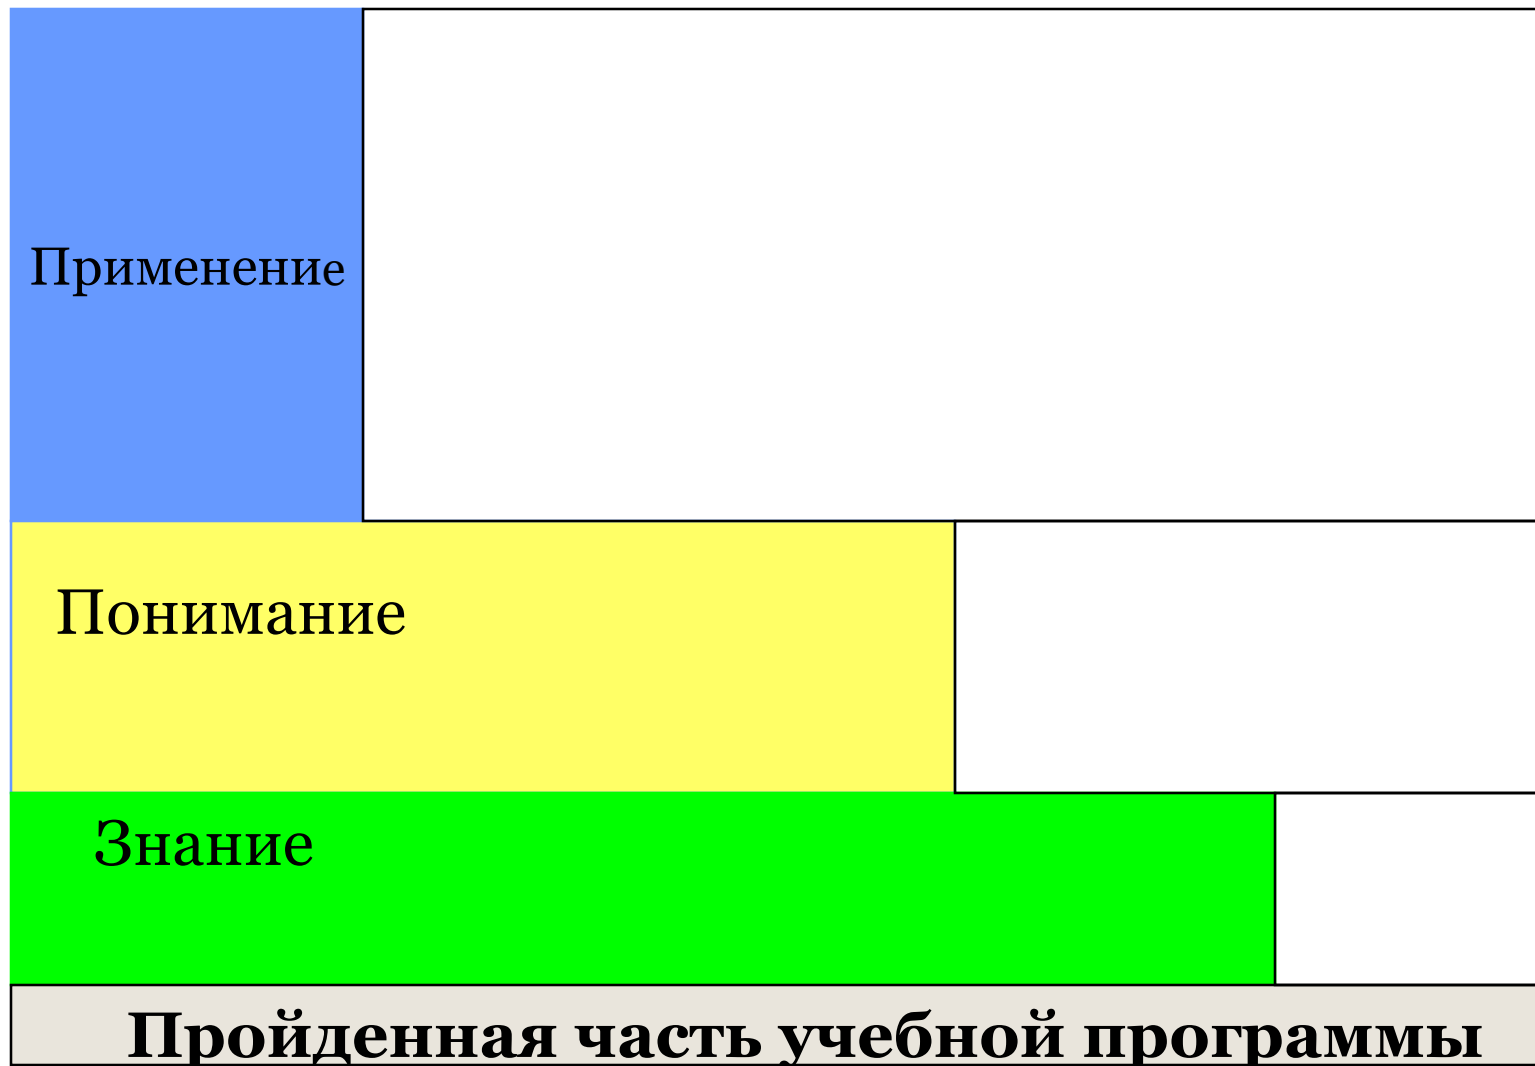 Применение
Понимание
Знание
Пройденная часть учебной программы